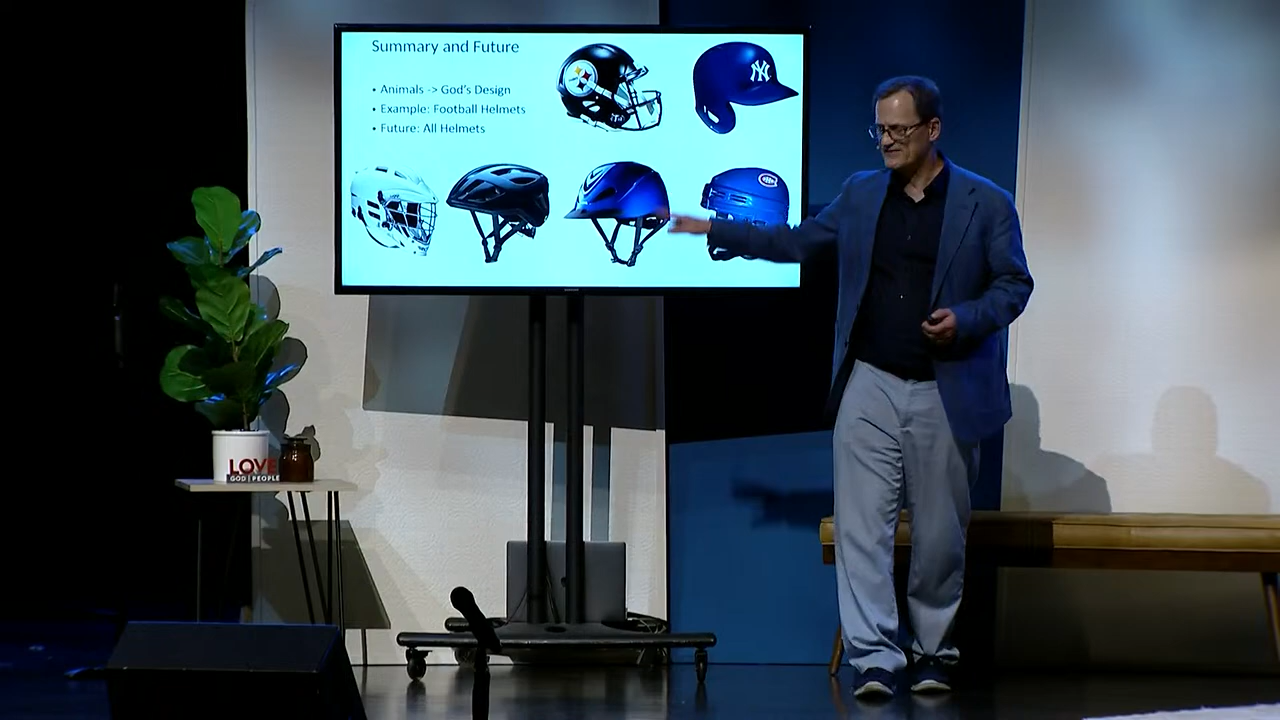 Summary and Future
• Animals -> God's Design
• Example: Football Helmets
• Future: All Helmets
NY
LOVE
GOD | PEOPLE